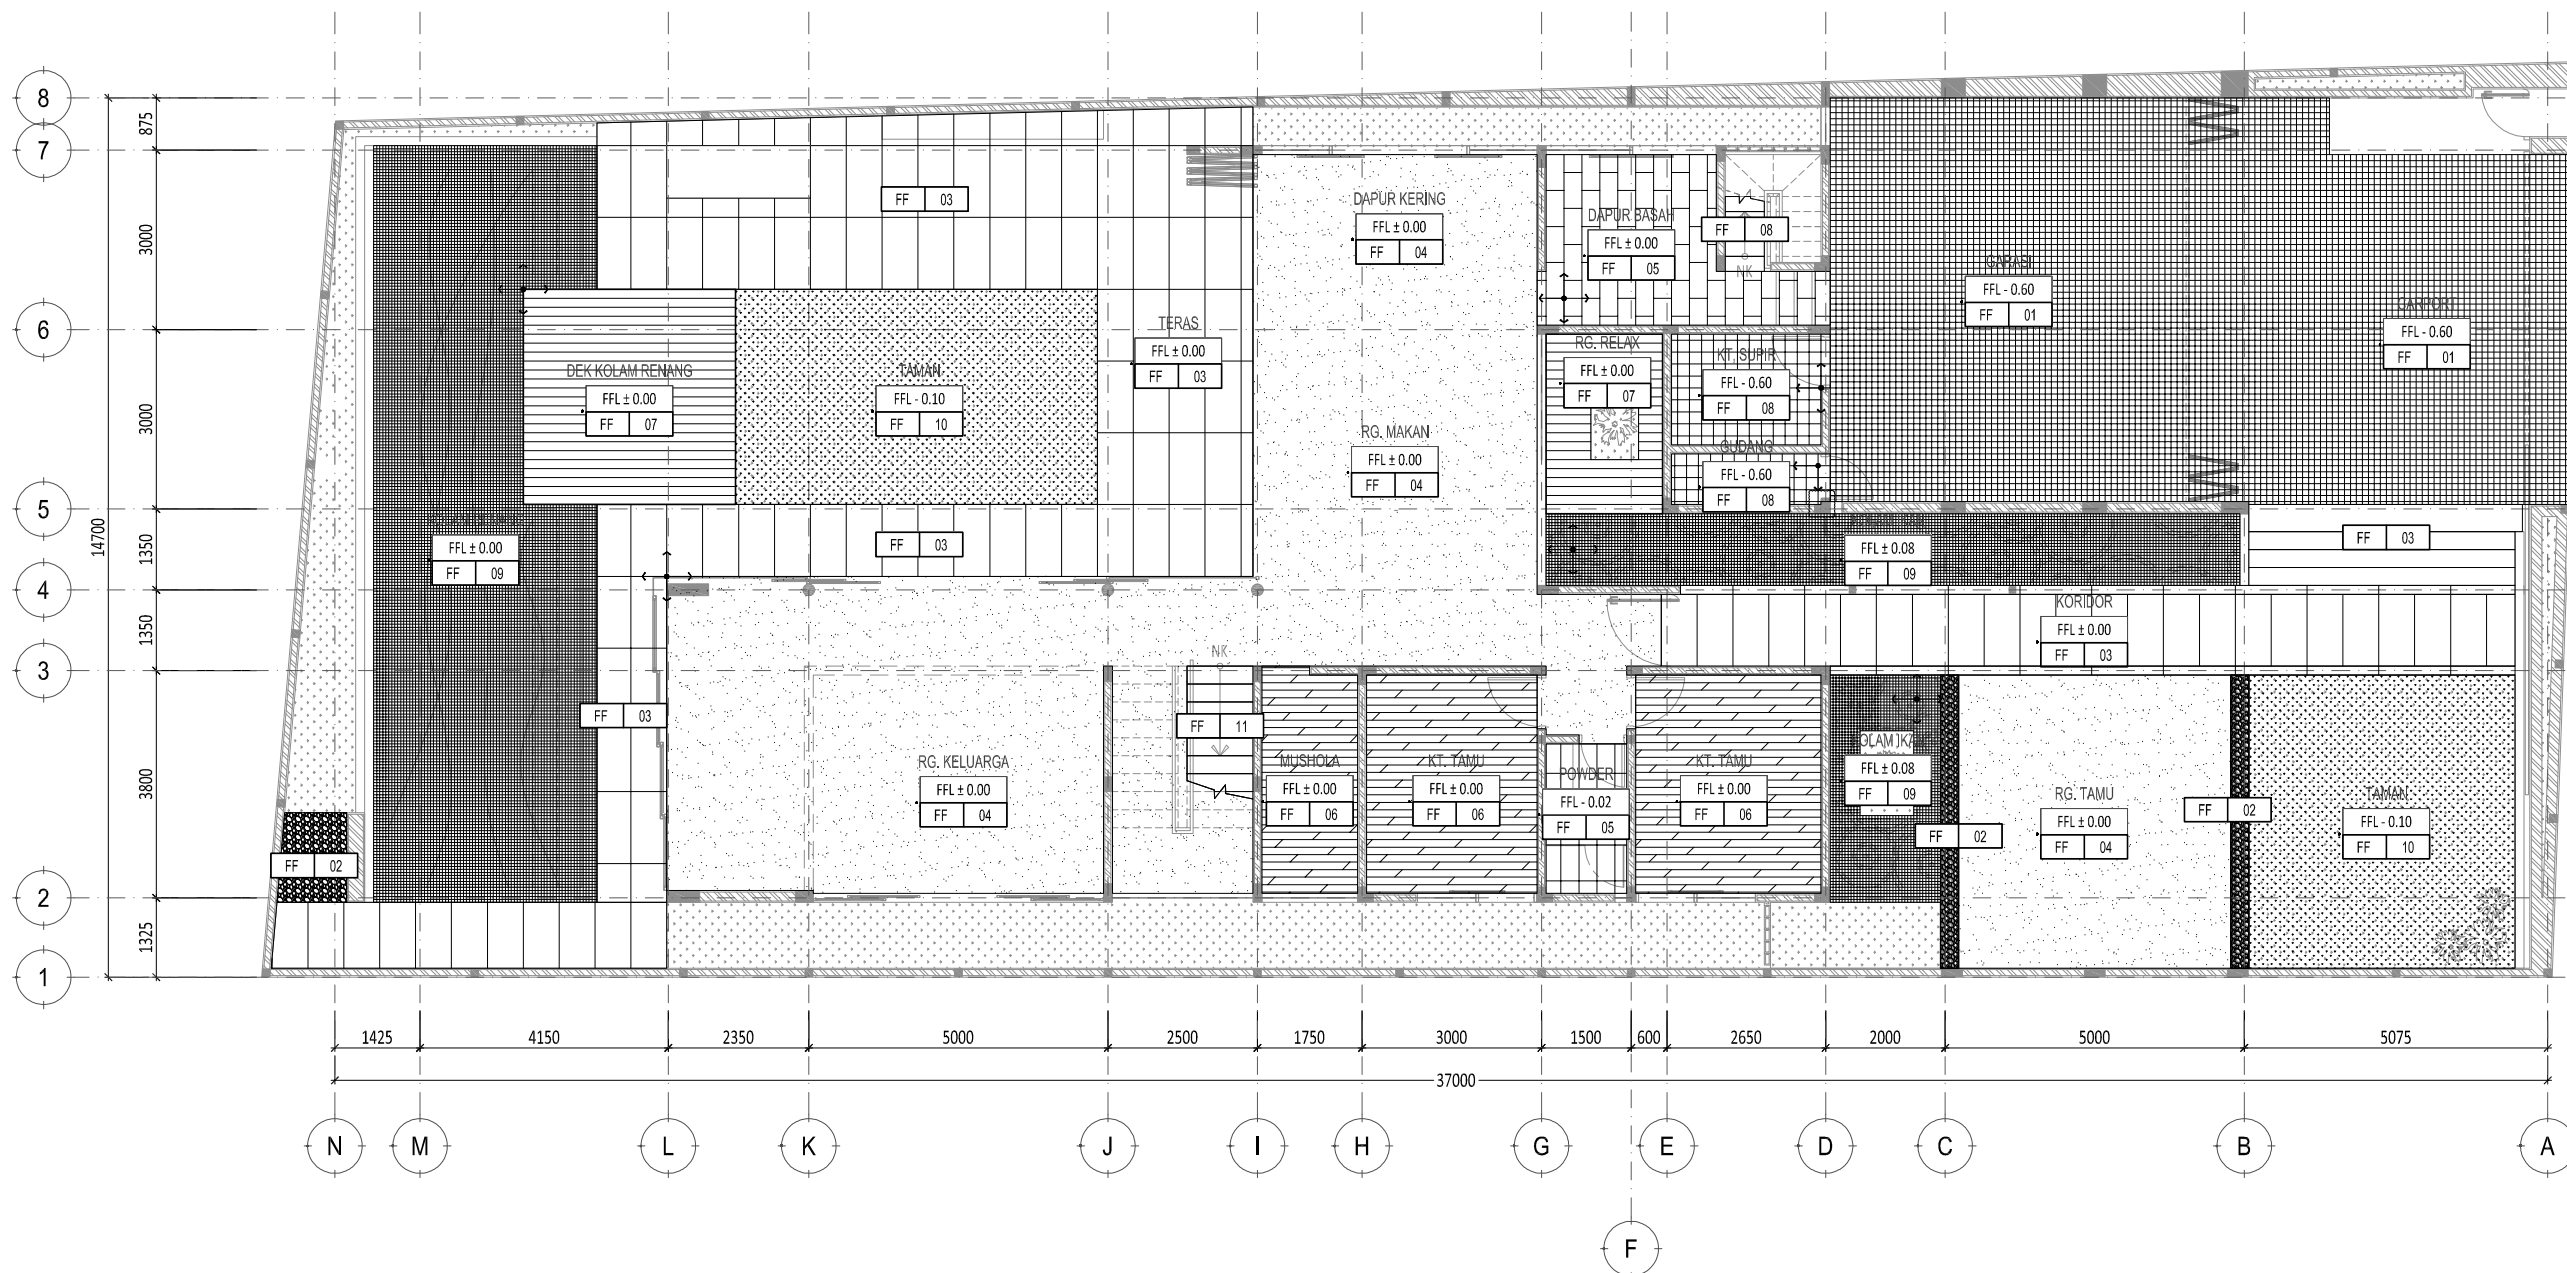 8
7
6
5
4
3
2
1
875
3000
3000
1350
1350
3800
1325
14700
FF 03
DAPUR KERING
FFL ± 0.00
FF 04
DAPUR BASAH
FFL ± 0.00
FF 05
FF 08
NK
GARASI
FFL - 0.60
FF 01
CARPORT
FFL - 0.60
FF 01
TERAS
FFL ± 0.00
FF 03
DEK KOLAM RENANG
FFL ± 0.00
FF 07
TAMAN
FFL - 0.10
FF 10
RG. RELAX
FFL ± 0.00
FF 07
KT. SUPIR
FFL - 0.60
FF 08
RG. MAKAN
FFL ± 0.00
FF 04
GUDANG
FFL - 0.60
FF 08
FFL ± 0.00
FF 09
FF 03
FFL ± 0.08
FF 09
FF 03
KORIDOR
FFL ± 0.00
FF 03
NK
FF 03
FF 11
RG. KELUARGA
FFL ± 0.00
FF 04
MUSHOLA
FFL ± 0.00
FF 06
KT. TAMU
FFL ± 0.00
FF 06
POWDER
FFL - 0.02
FF 05
KT. TAMU
FFL ± 0.00
FF 06
FFL ± 0.08
FF 09
FF 02
RG. TAMU
FFL ± 0.00
FF 04
FF 02
TAMAN
FFL -0.10
FF 10
FF 02
1425 4150 2350 5000 2500 1750 3000 1500 600 2650 2000 5000 5075
37000
N M L K J I H G E D C B A
F